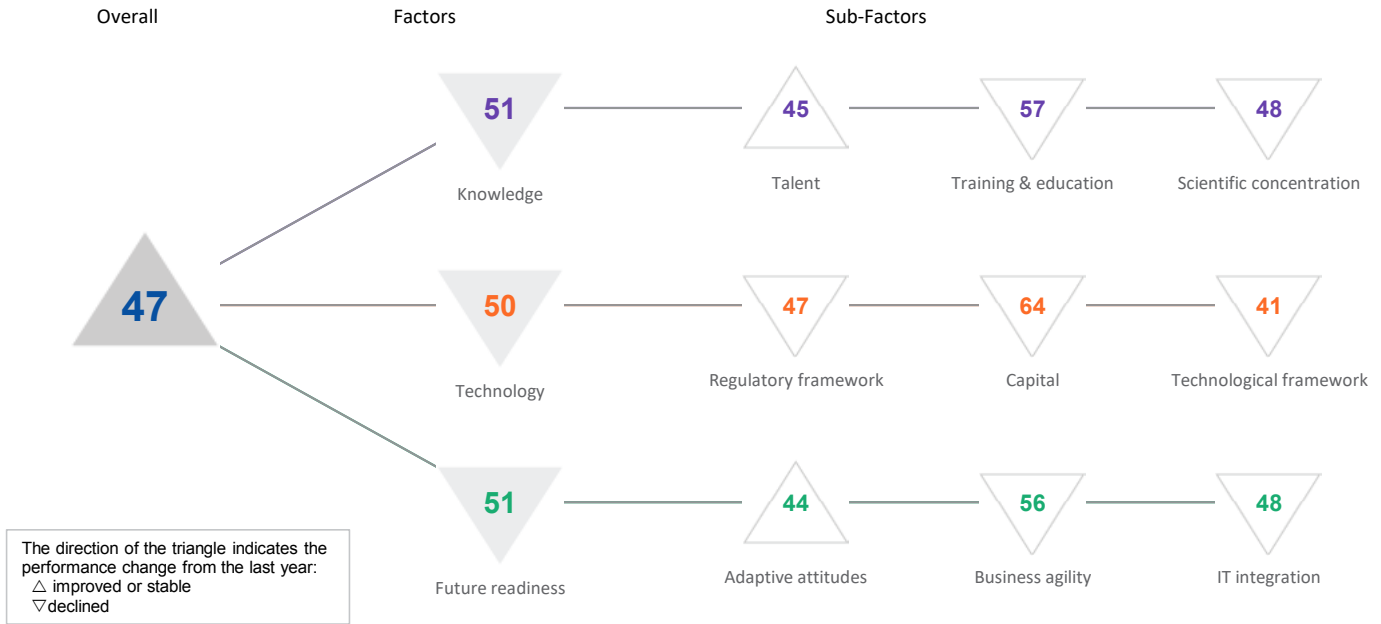 Overall Factors Sub-Factors
51 45 57 48
Knowledge Talent Training & education Scientific concentration
47
50 47 64 41
Technology Regulatory framework Capital Technological framework
51 44 56 48
Future readiness Adaptive attitudes Business agility IT integration
The direction of the triangle indicates the
performance change from the last year:
△ improved or stable
▽declined